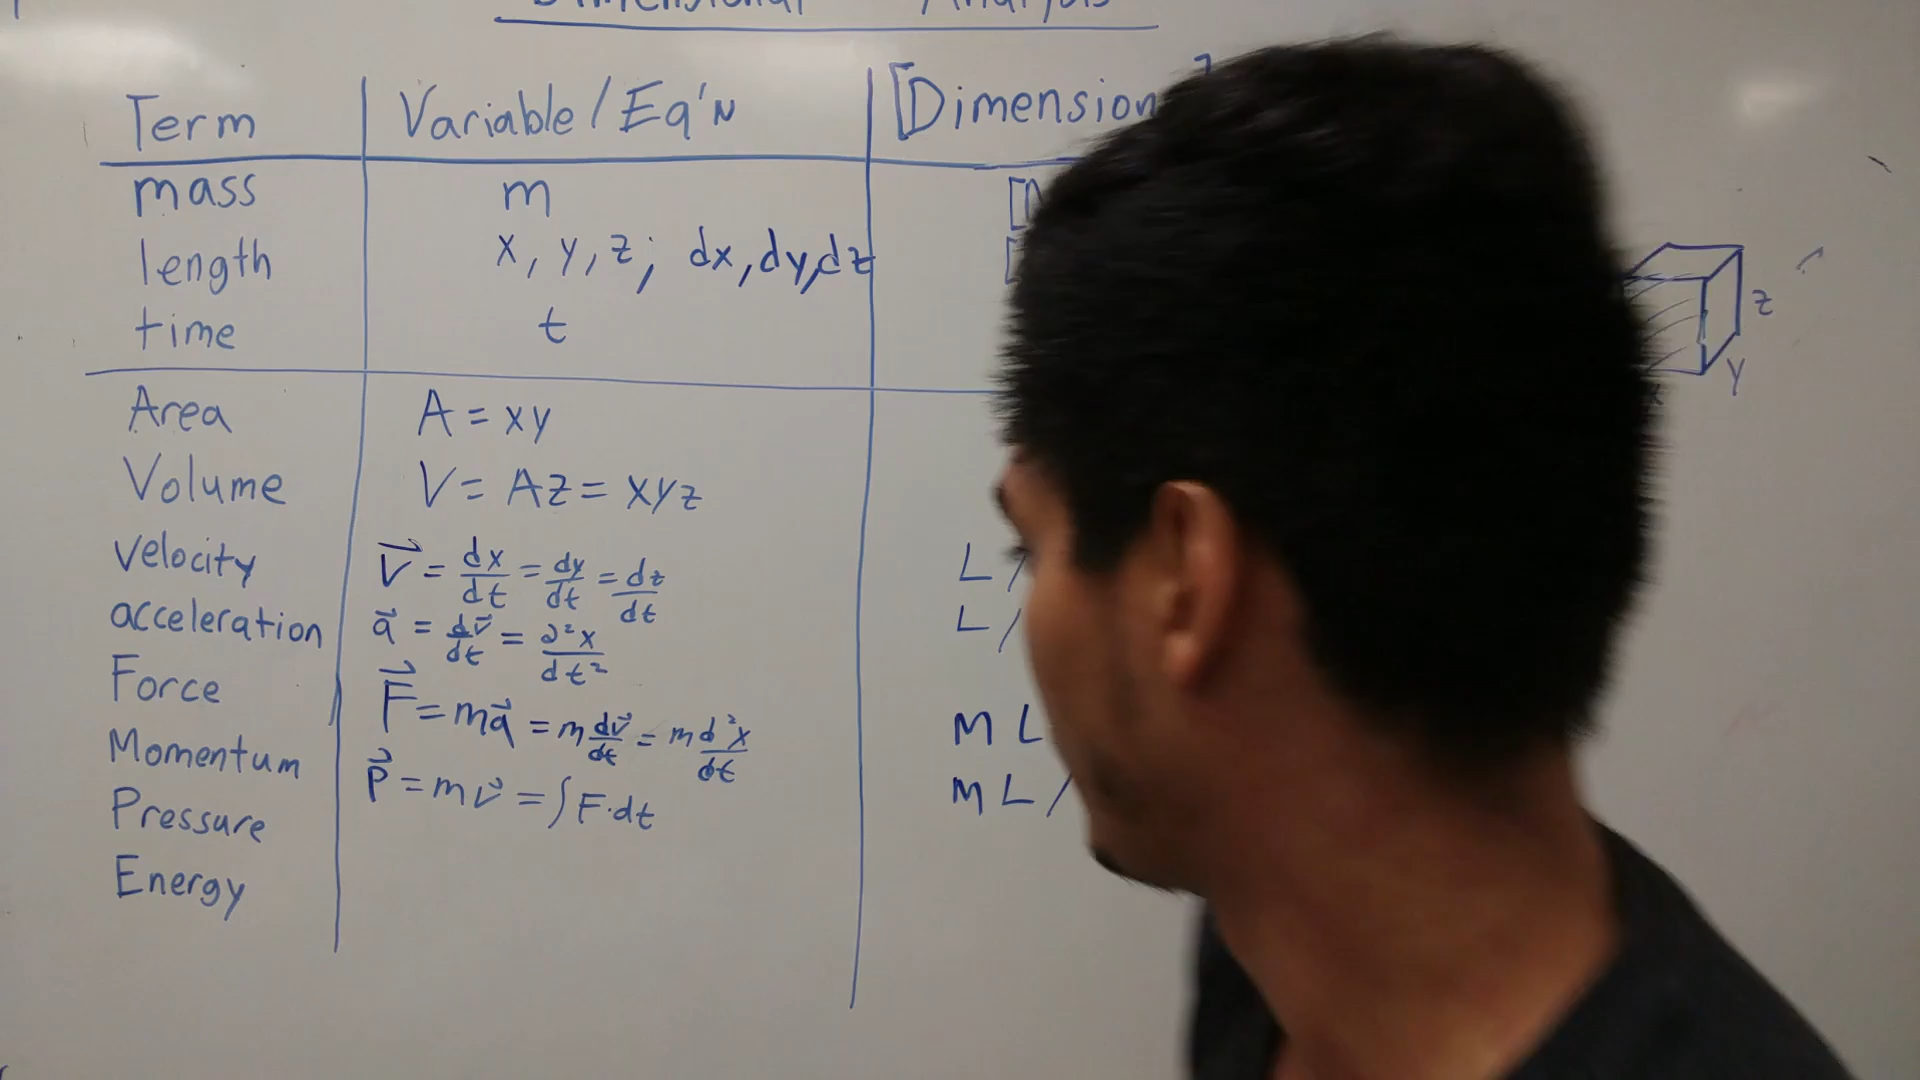 Dimensional Analysis
Term Variable/Eq'N [Dimension]
mass m [
length x, y, z; dx, dy, dz [
time t
z
y
Area A = xy
Volume V = Az = xyz
Velocity V⃗ = dx/dt = dy/dt = dz/dt L /
acceleration a⃗ = dv⃗/dt = d²x/dt² L /
Force F⃗ = ma⃗ = m dv⃗/dt = m d²x/dt M L
Momentum P⃗ = mv⃗ = ∫F·dt M L /
Pressure
Energy